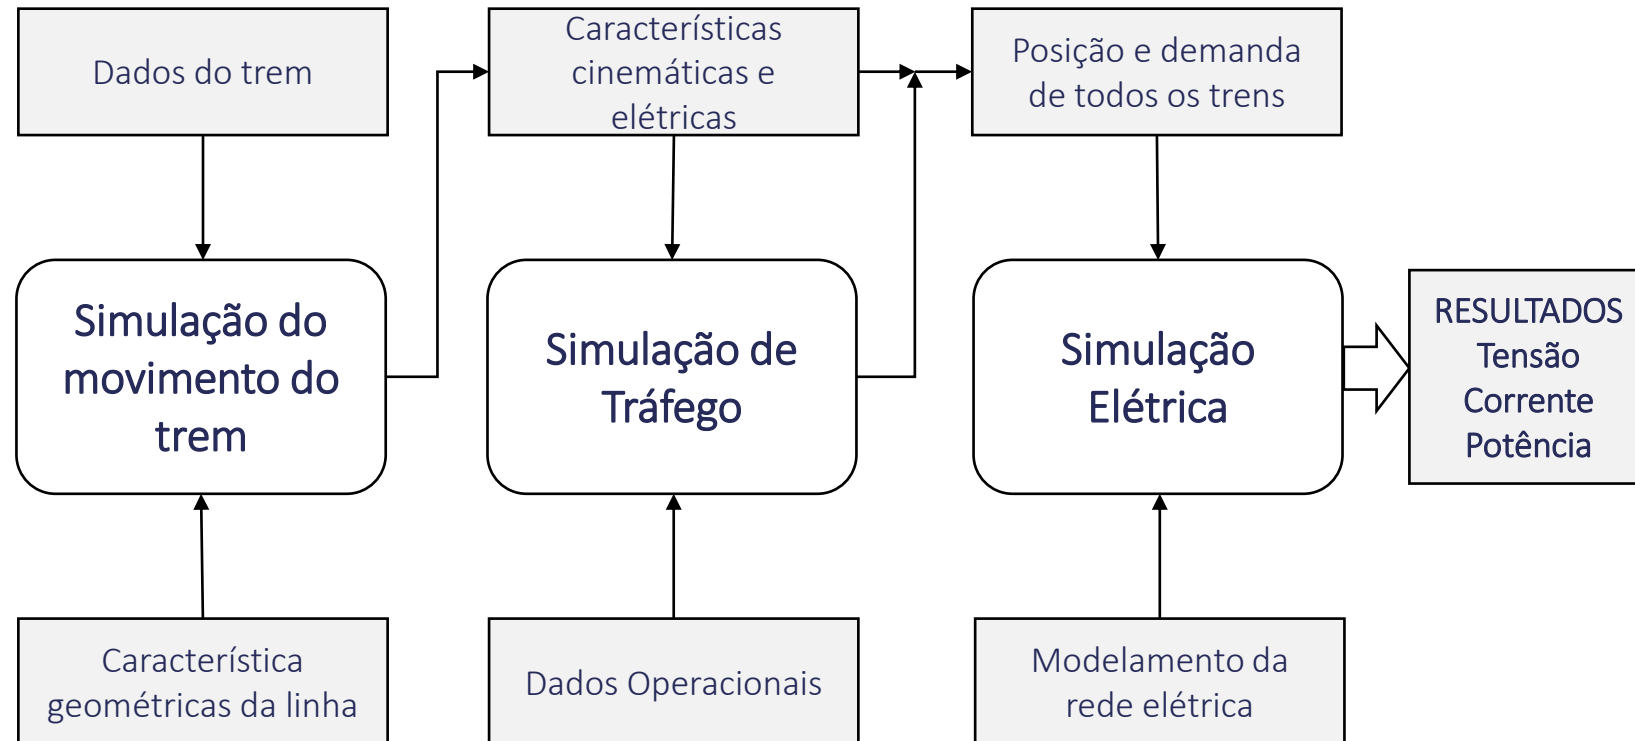 Dados do trem
Características
cinemáticas e
elétricas
Posição e demanda
de todos os trens
Simulação do
movimento do
trem
Simulação de
Tráfego
Simulação
Elétrica
RESULTADOS
Tensão
Corrente
Potência
Característica
geométricas da linha
Dados Operacionais
Modelamento da
rede elétrica